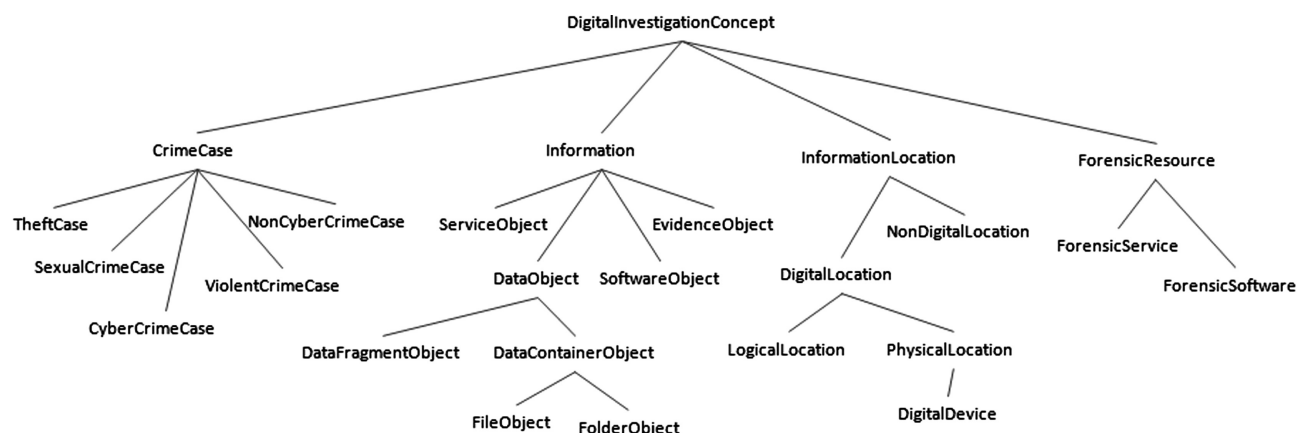 DigitalInvestigationConcept
CrimeCase
Information
InformationLocation
ForensicResource
TheftCase
NonCyberCrimeCase
ServiceObject
EvidenceObject
NonDigitalLocation
ForensicService
SexualCrimeCase
ViolentCrimeCase
DataObject
SoftwareObject
DigitalLocation
ForensicSoftware
CyberCrimeCase
DataFragmentObject
DataContainerObject
LogicalLocation
PhysicalLocation
FileObject
FolderObject
DigitalDevice